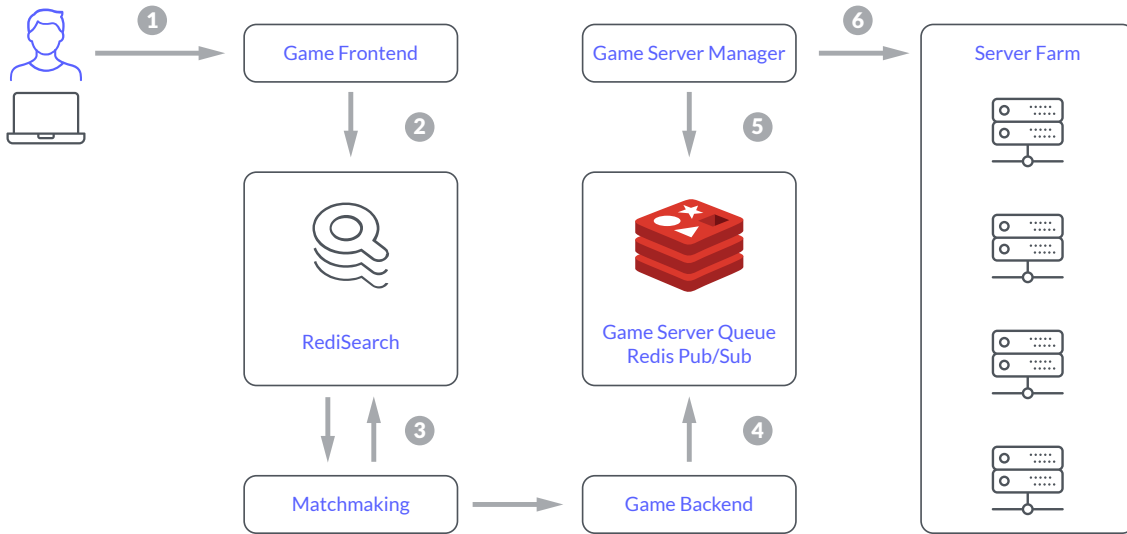 1
6
Game Frontend
Game Server Manager
Server Farm
2
5
RediSearch
Game Server Queue
Redis Pub/Sub
3
4
Matchmaking
Game Backend